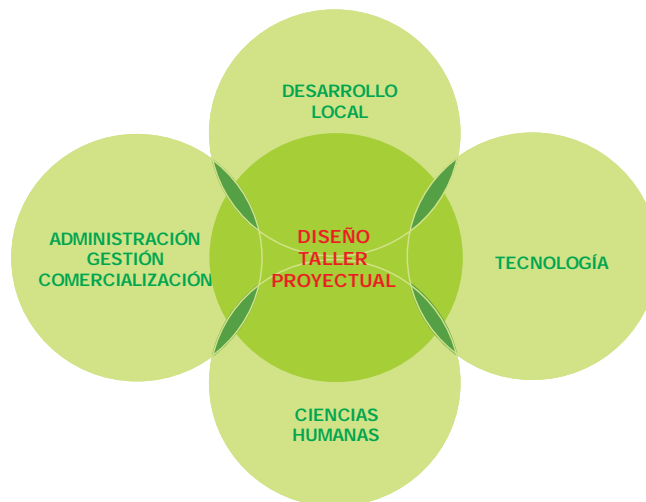 DESARROLLO
LOCAL
ADMINISTRACIÓN
GESTIÓN
COMERCIALIZACIÓN
DISEÑO
TALLER
PROYECTUAL
TECNOLOGÍA
CIENCIAS
HUMANAS